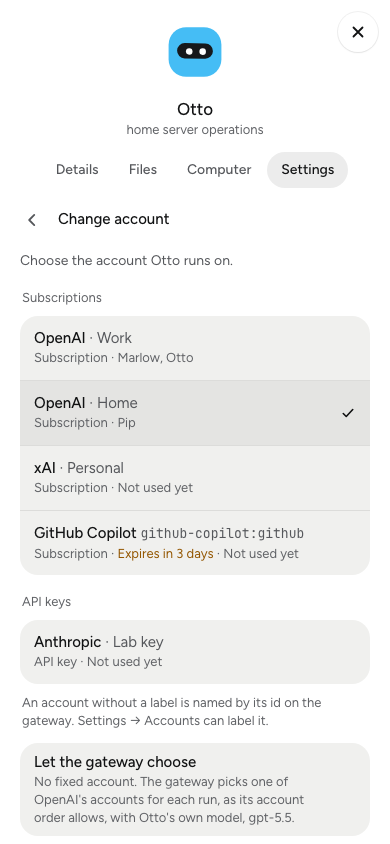 Otto
home server operations
Details Files Computer Settings
Change account
Choose the account Otto runs on.
Subscriptions
OpenAI · Work
Subscription · Marlow, Otto
OpenAI · Home
Subscription · Pip
xAI · Personal
Subscription · Not used yet
GitHub Copilot github-copilot:github
Subscription · Expires in 3 days · Not used yet
API keys
Anthropic · Lab key
API key · Not used yet
An account without a label is named by its id on the
gateway. Settings → Accounts can label it.
Let the gateway choose
No fixed account. The gateway picks one of
OpenAI's accounts for each run, as its account
order allows, with Otto's own model, gpt-5.5.